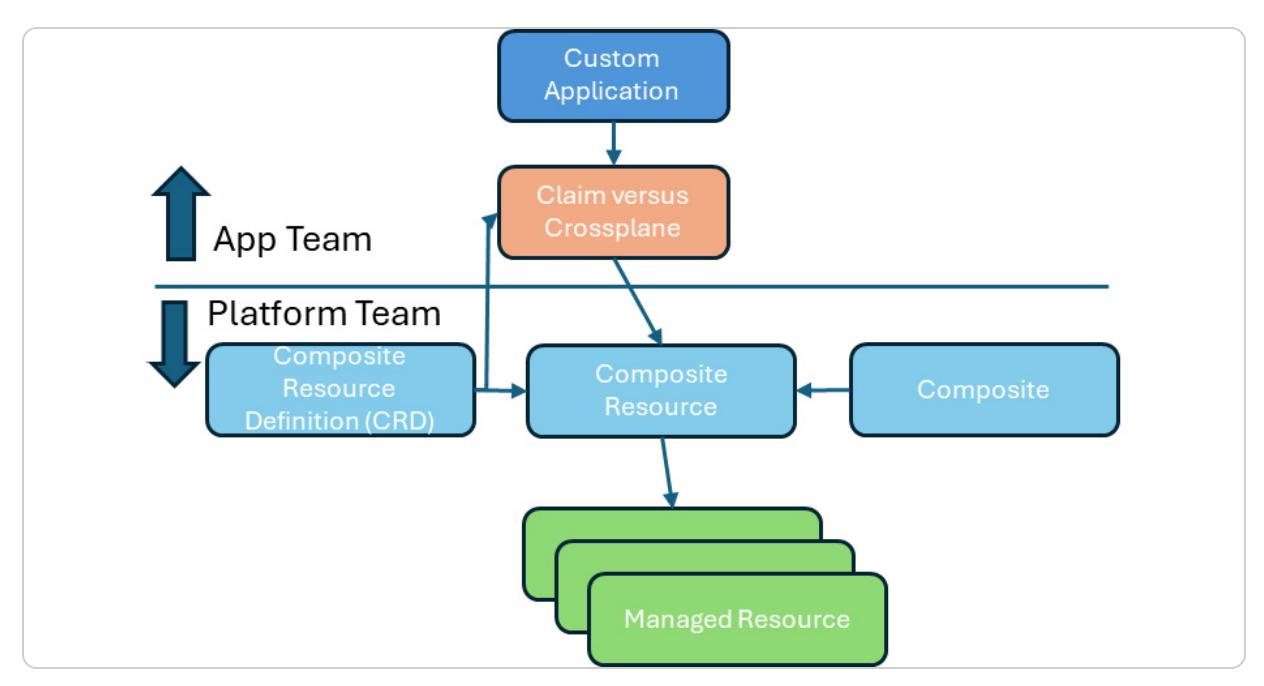 Custom
Application
Claim versus
Crossplane
App Team
Platform Team
Composite
Resource
Definition (CRD)
Composite
Resource
Composite
Managed Resource